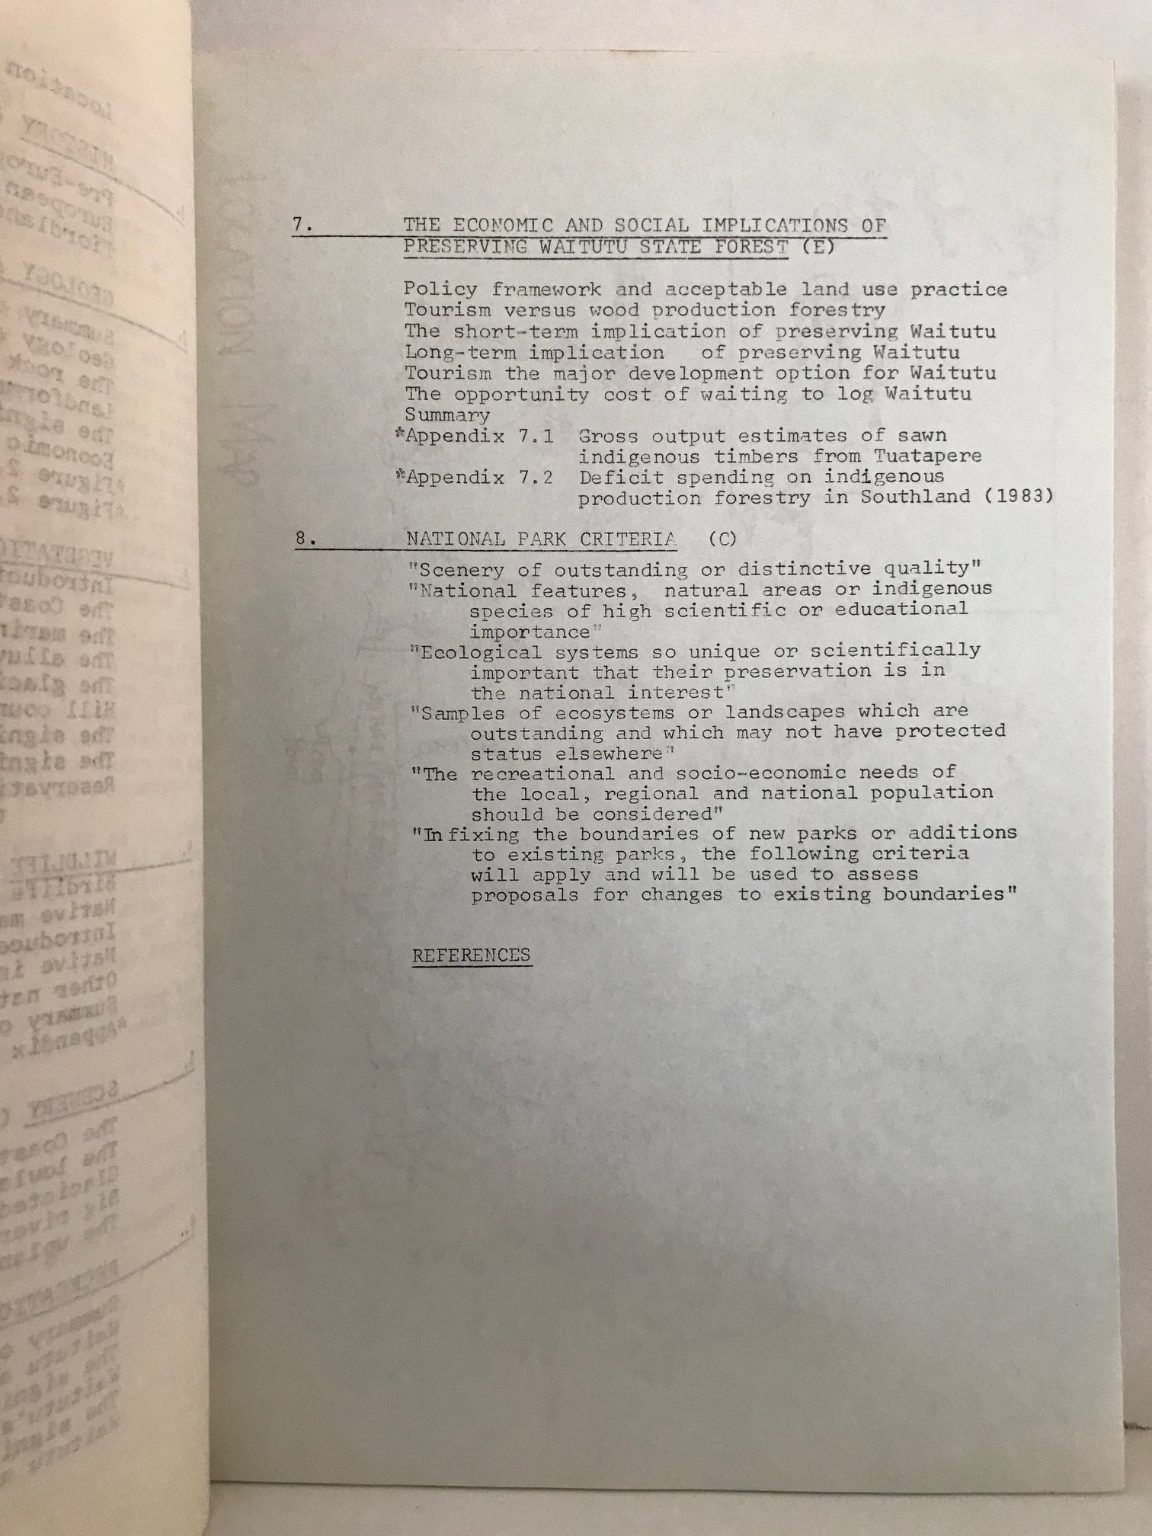 7. THE ECONOMIC AND SOCIAL IMPLICATIONS OF
PRESERVING WAITUTU STATE FOREST (E)
Policy framework and acceptable land use practice
Tourism versus wood production forestry
The short-term implication of preserving Waitutu
Long-term implication of preserving Waitutu
Tourism the major development option for Waitutu
The opportunity cost of waiting to log Waitutu
Summary
*Appendix 7.1 Gross output estimates of sawn
indigenous timbers from Tuatapere
*Appendix 7.2 Deficit spending on indigenous
production forestry in Southland (1983)
8. NATIONAL PARK CRITERIA (C)
"Scenery of outstanding or distinctive quality"
"National features, natural areas or indigenous
species of high scientific or educational
importance"
"Ecological systems so unique or scientifically
important that their preservation is in
the national interest"
"Samples of ecosystems or landscapes which are
outstanding and which may not have protected
status elsewhere"
"The recreational and socio-economic needs of
the local, regional and national population
should be considered"
"In fixing the boundaries of new parks or additions
to existing parks, the following criteria
will apply and will be used to assess
proposals for changes to existing boundaries"
REFERENCES